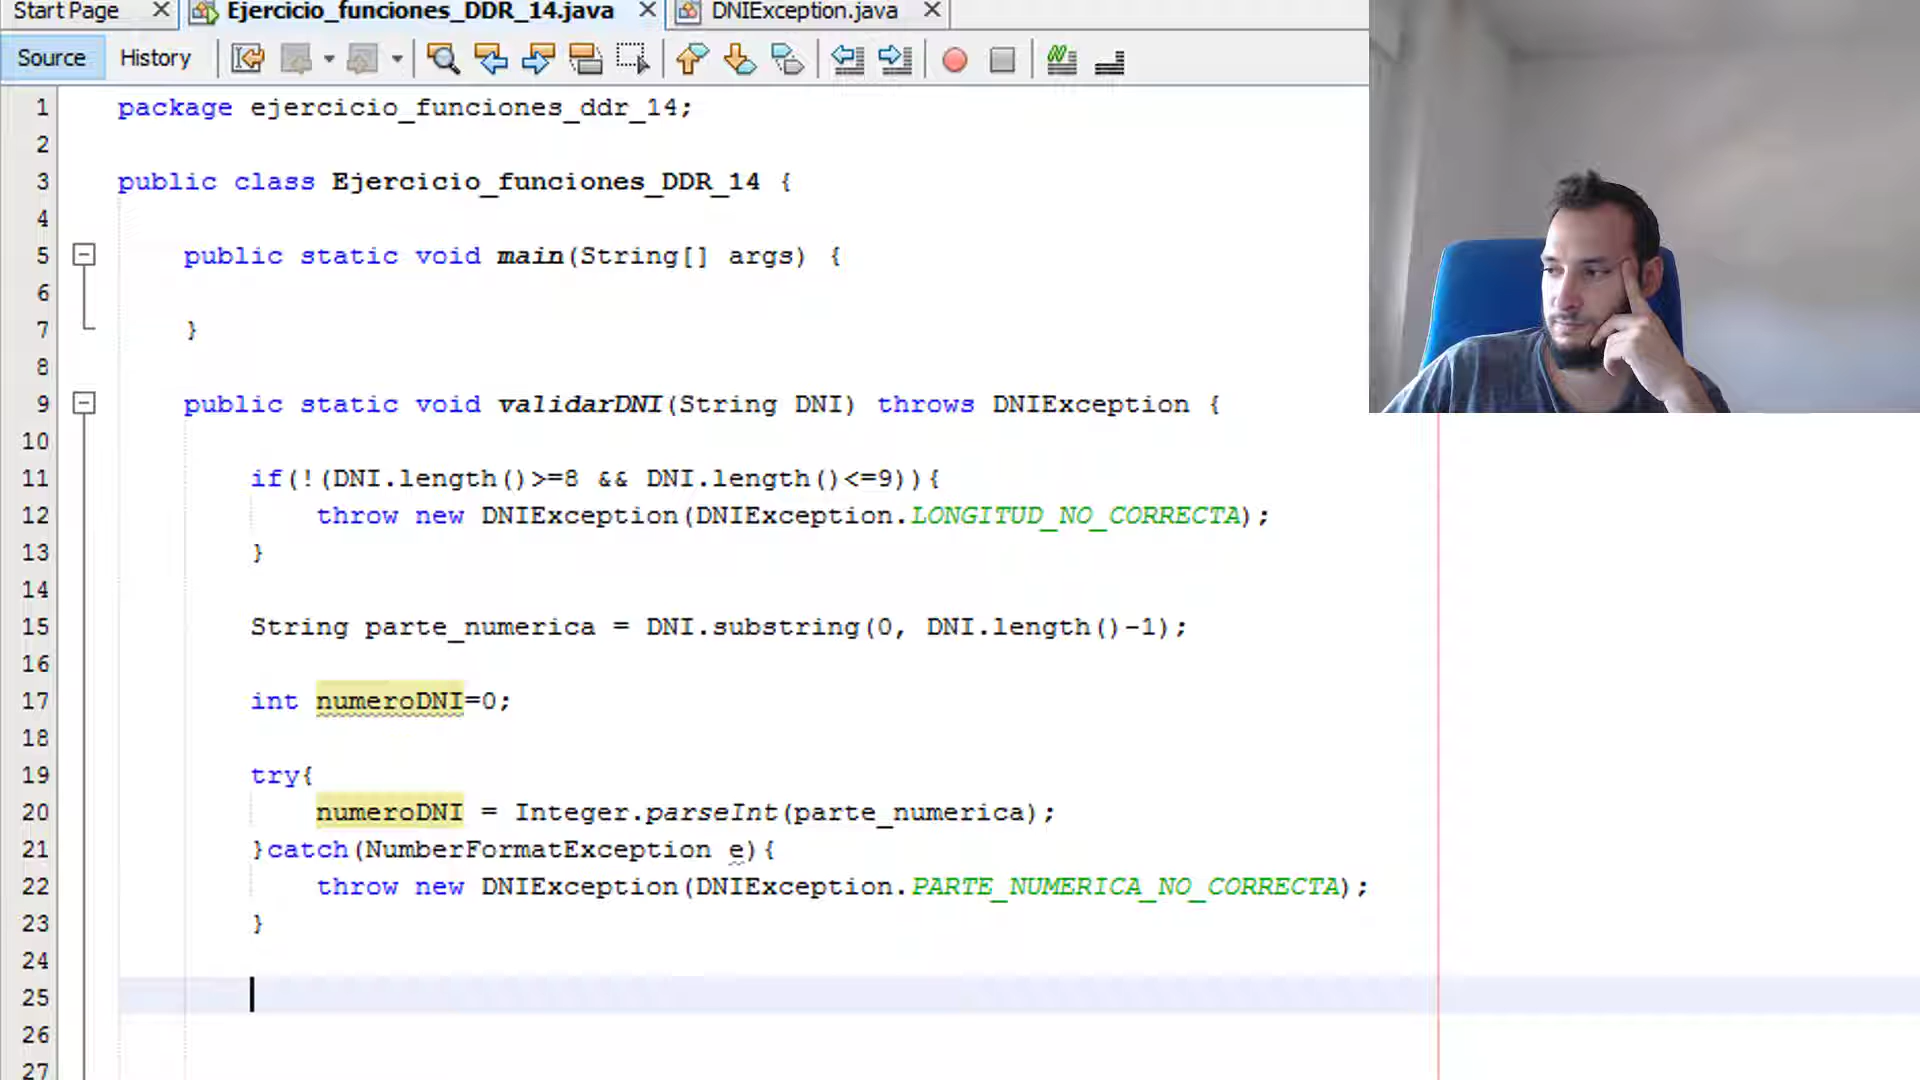 Start Page Ejercicio_funciones_DDR_14.java DNIException.java
Source History
1 package ejercicio_funciones_ddr_14;
2
3 public class Ejercicio_funciones_DDR_14 {
4
5 public static void main(String[] args) {
6
7 }
8
9 public static void validarDNI(String DNI) throws DNIException {
10
11 if(!(DNI.length()>=8 && DNI.length()<=9)){
12 throw new DNIException(DNIException.LONGITUD_NO_CORRECTA);
13 }
14
15 String parte_numerica = DNI.substring(0, DNI.length()-1);
16
17 int numeroDNI=0;
18
19 try{
20 numeroDNI = Integer.parseInt(parte_numerica);
21 }catch(NumberFormatException e){
22 throw new DNIException(DNIException.PARTE_NUMERICA_NO_CORRECTA);
23 }
24
25
26
27